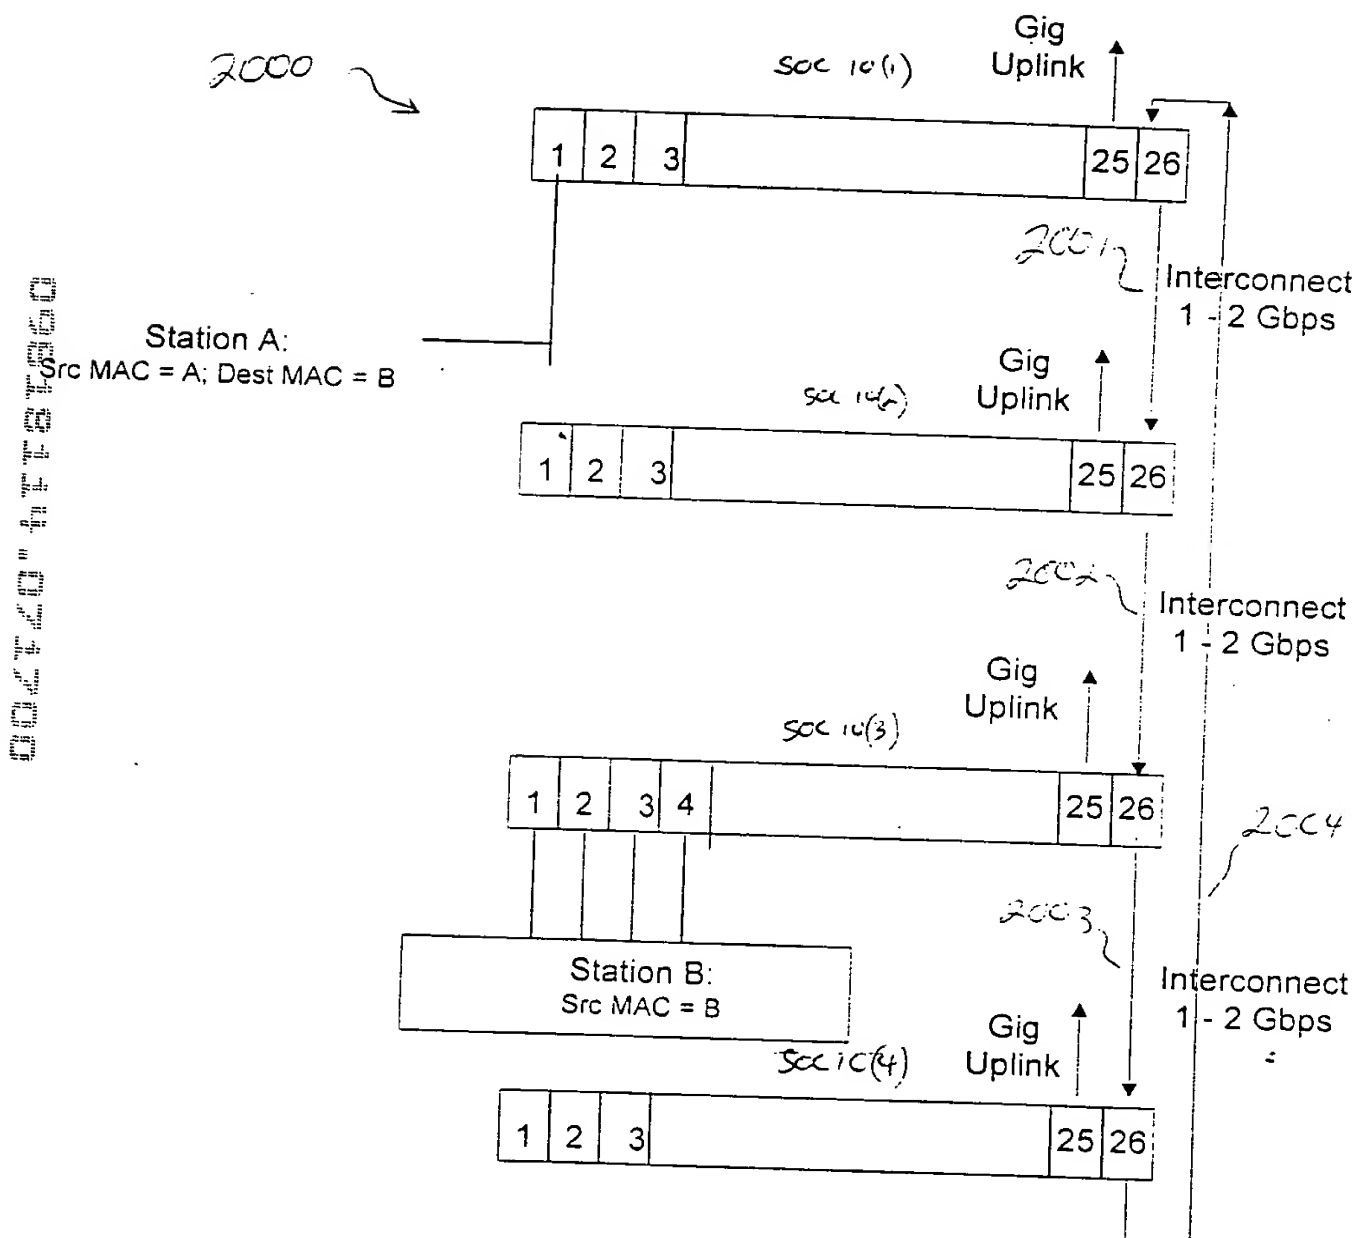 2000
SOC 10(1)
Gig
Uplink
1 2 3 25 26
2001
Interconnect
1 - 2 Gbps
Station A:
Src MAC = A; Dest MAC = B
SOC 10(2)
Gig
Uplink
1 2 3 25 26
2002
Interconnect
1 - 2 Gbps
SOC 10(3)
Gig
Uplink
1 2 3 4 25 26
2004
2003
Station B:
Src MAC = B
Interconnect
1 - 2 Gbps
SOC 10(4)
Gig
Uplink
1 2 3 25 26